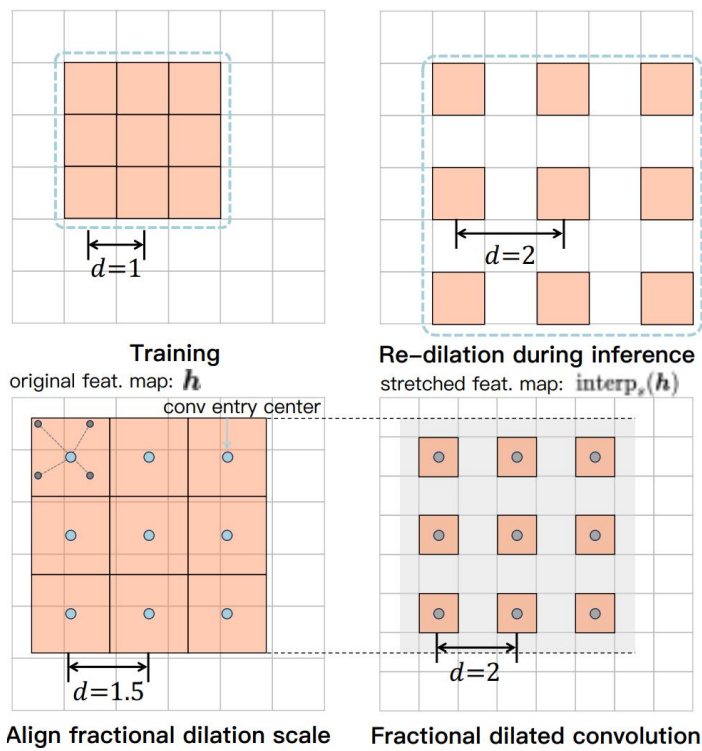 d=1
d=2
Training
Re-dilation during inference
original feat. map: h
stretched feat. map: interpₛ(h)
conv entry center
d=1.5
d=2
Align fractional dilation scale
Fractional dilated convolution